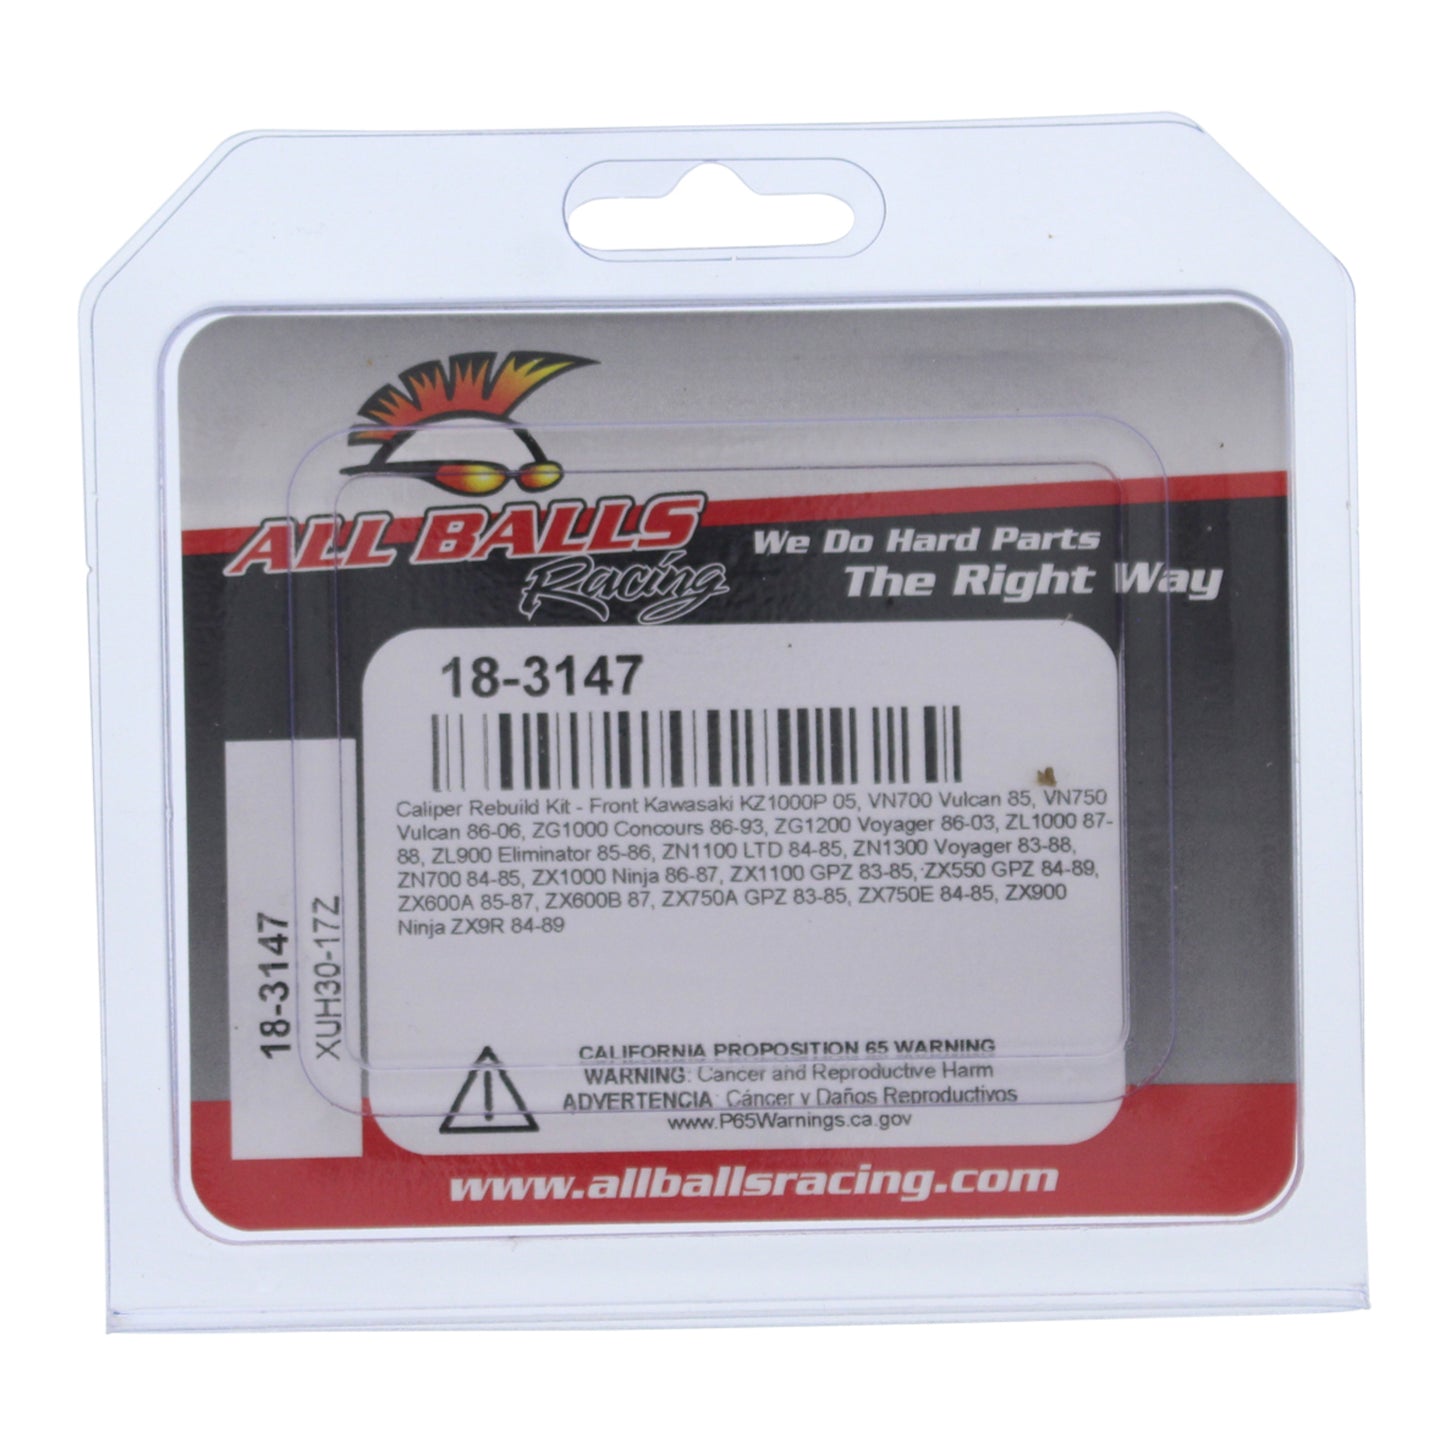 ALL BALLS
Racing
We Do Hard Parts
The Right Way
18-3147
Caliper Rebuild Kit - Front Kawasaki KZ1000P 05, VN700 Vulcan 85, VN750
Vulcan 86-06, ZG1000 Concours 86-93, ZG1200 Voyager 86-03, ZL1000 87-
88, ZL900 Eliminator 85-86, ZN1100 LTD 84-85, ZN1300 Voyager 83-88,
ZN700 84-85, ZX1000 Ninja 86-87, ZX1100 GPZ 83-85, ZX550 GPZ 84-89,
ZX600A 85-87, ZX600B 87, ZX750A GPZ 83-85, ZX750E 84-85, ZX900
Ninja ZX9R 84-89
18-3147
XUH30-17Z
CALIFORNIA PROPOSITION 65 WARNING
WARNING: Cancer and Reproductive Harm
ADVERTENCIA: Cáncer y Daños Reproductivos
www.P65Warnings.ca.gov
www.allballsracing.com